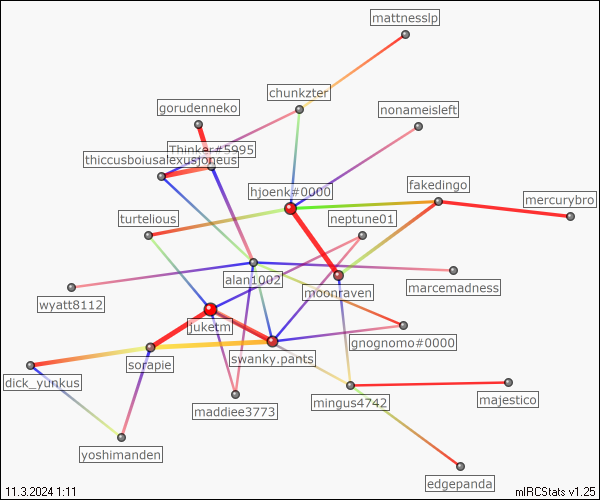 mattnesslp
chunkzter
gorudenneko
nonameisleft
Thinker#5995
thiccusboiusalexusjoneus
hjoenk#0000
fakedingo
mercurybro
turtelious
neptune01
alan1002
moonraven
marcemadness
wyatt8112
juketm
gnognomo#0000
swanky.pants
sorapie
dick_yunkus
mingus4742
majestico
maddiee3773
yoshimanden
edgepanda
11.3.2024 1:11
mIRCStats v1.25